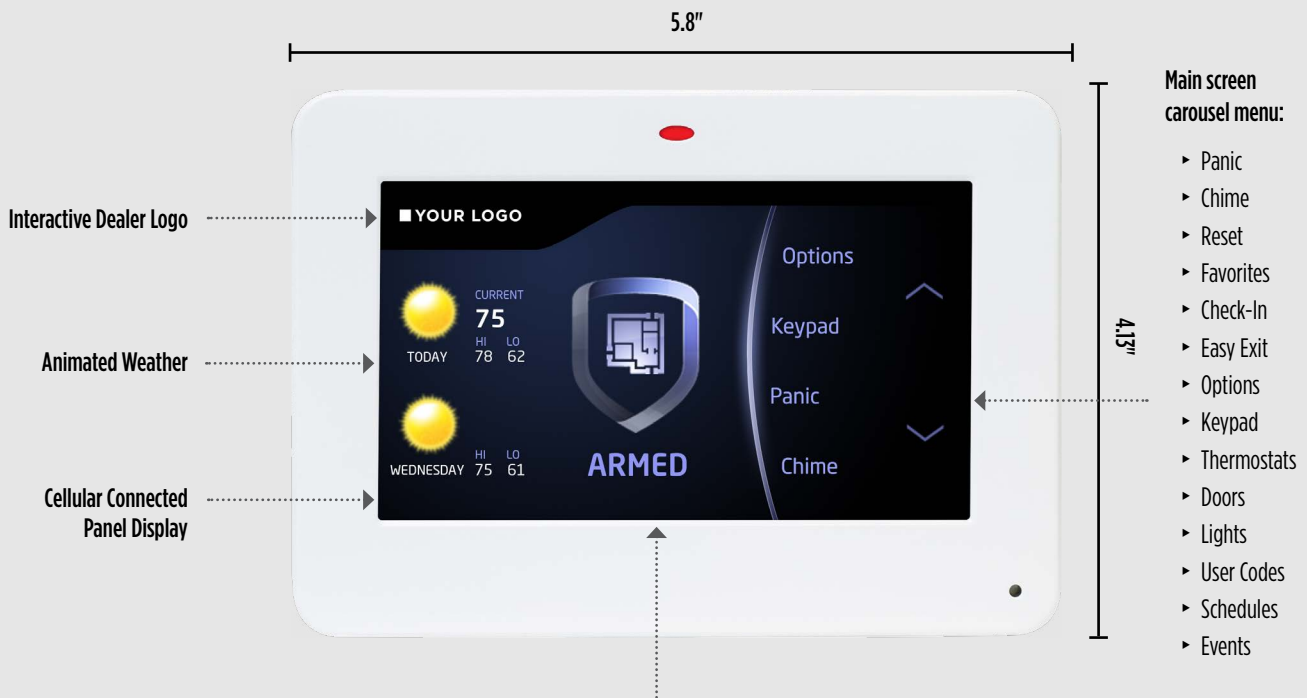 5.8"
Main screen
carousel menu:
▸ Panic
▸ Chime
▸ Reset
▸ Favorites
▸ Check-In
▸ Easy Exit
▸ Options
▸ Keypad
▸ Thermostats
▸ Doors
▸ Lights
▸ User Codes
▸ Schedules
▸ Events
4.13"
Interactive Dealer Logo
Animated Weather
Cellular Connected
Panel Display
YOUR LOGO
CURRENT
75
HI LO
78 62
TODAY
HI LO
WEDNESDAY 75 61
ARMED
Options
Keypad
Panic
Chime